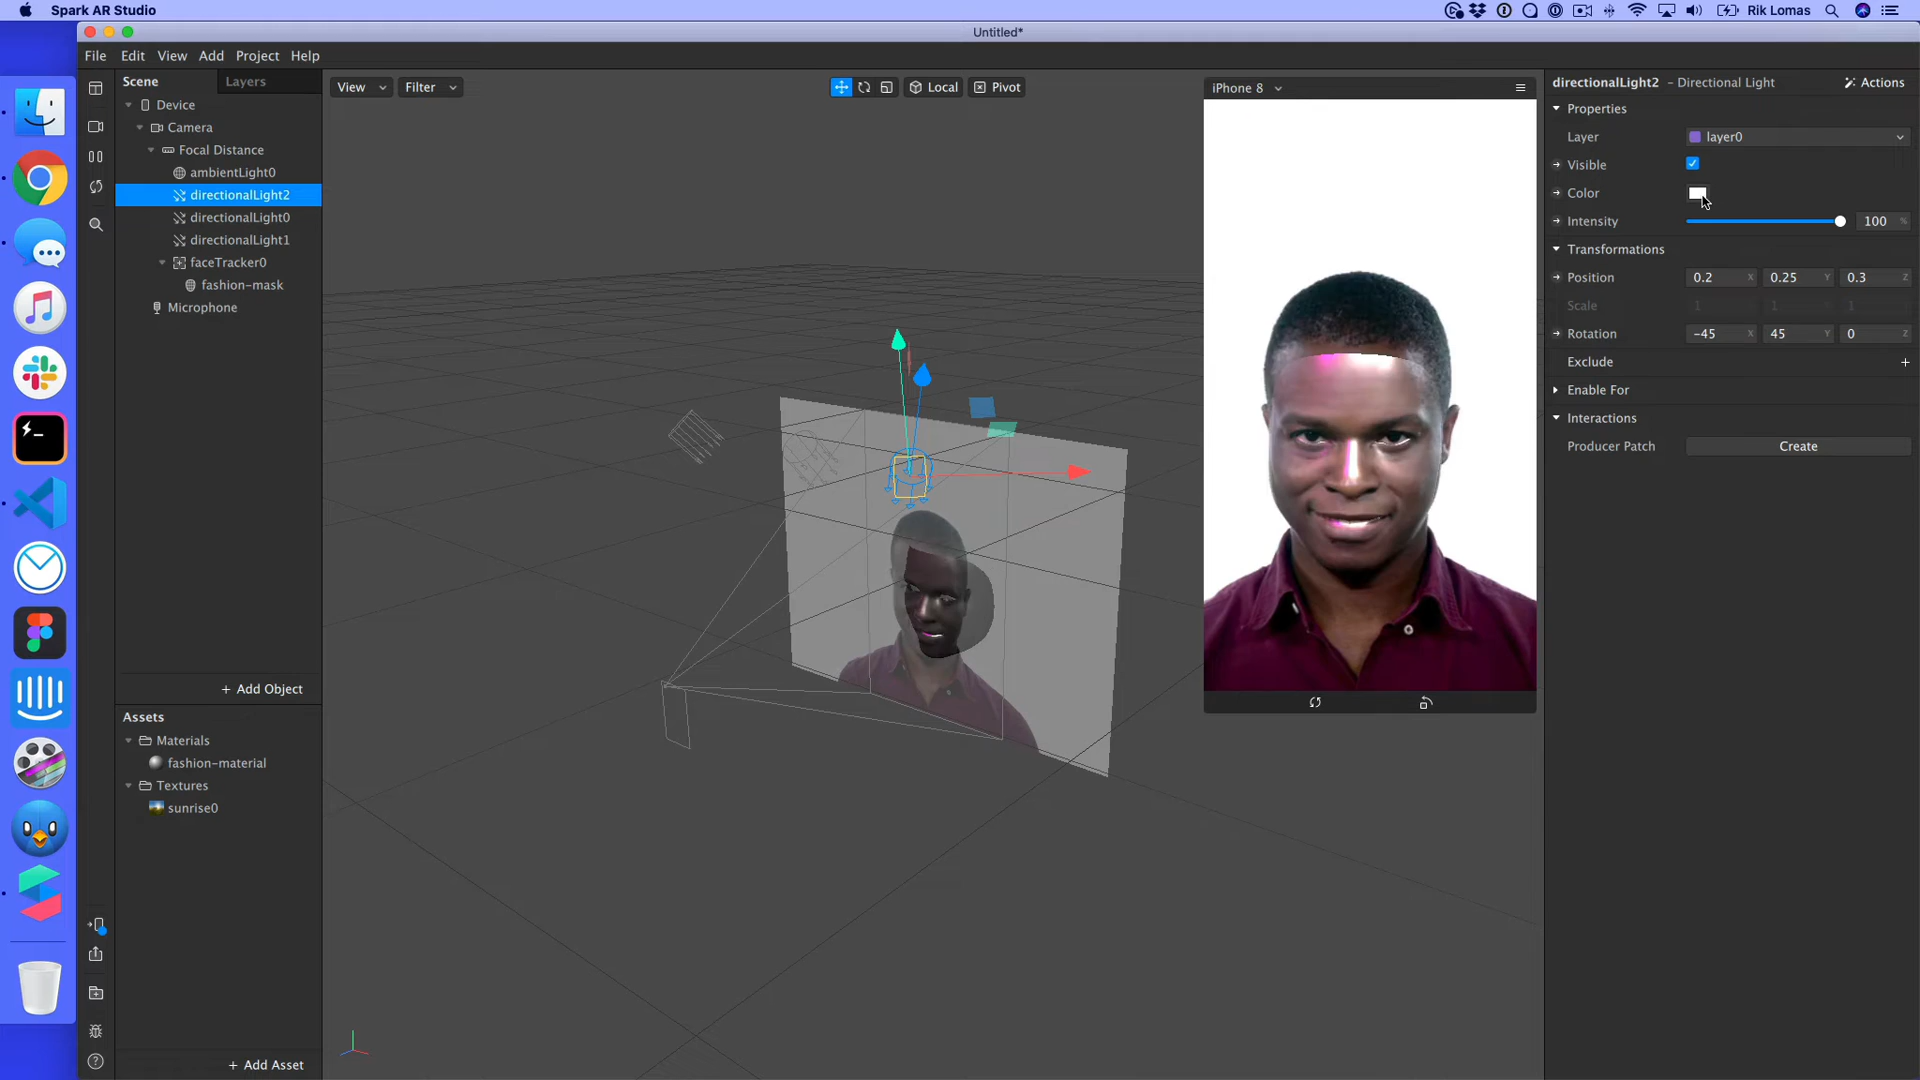 Spark AR Studio
Rik Lomas
Untitled*
File Edit View Add Project Help
Scene Layers
Device
Camera
Focal Distance
ambientLight0
directionalLight2
directionalLight0
directionalLight1
faceTracker0
fashion-mask
Microphone
+ Add Object
Assets
Materials
fashion-material
Textures
sunrise0
+ Add Asset
View Filter
Local Pivot
iPhone 8
directionalLight2 – Directional Light
Actions
Properties
Layer layer0
Visible
Color
Intensity 100 %
Transformations
Position 0.2 X 0.25 Y 0.3 Z
Scale 1 X 1 Y 1 Z
Rotation -45 X 45 Y 0 Z
Exclude +
Enable For
Interactions
Producer Patch Create